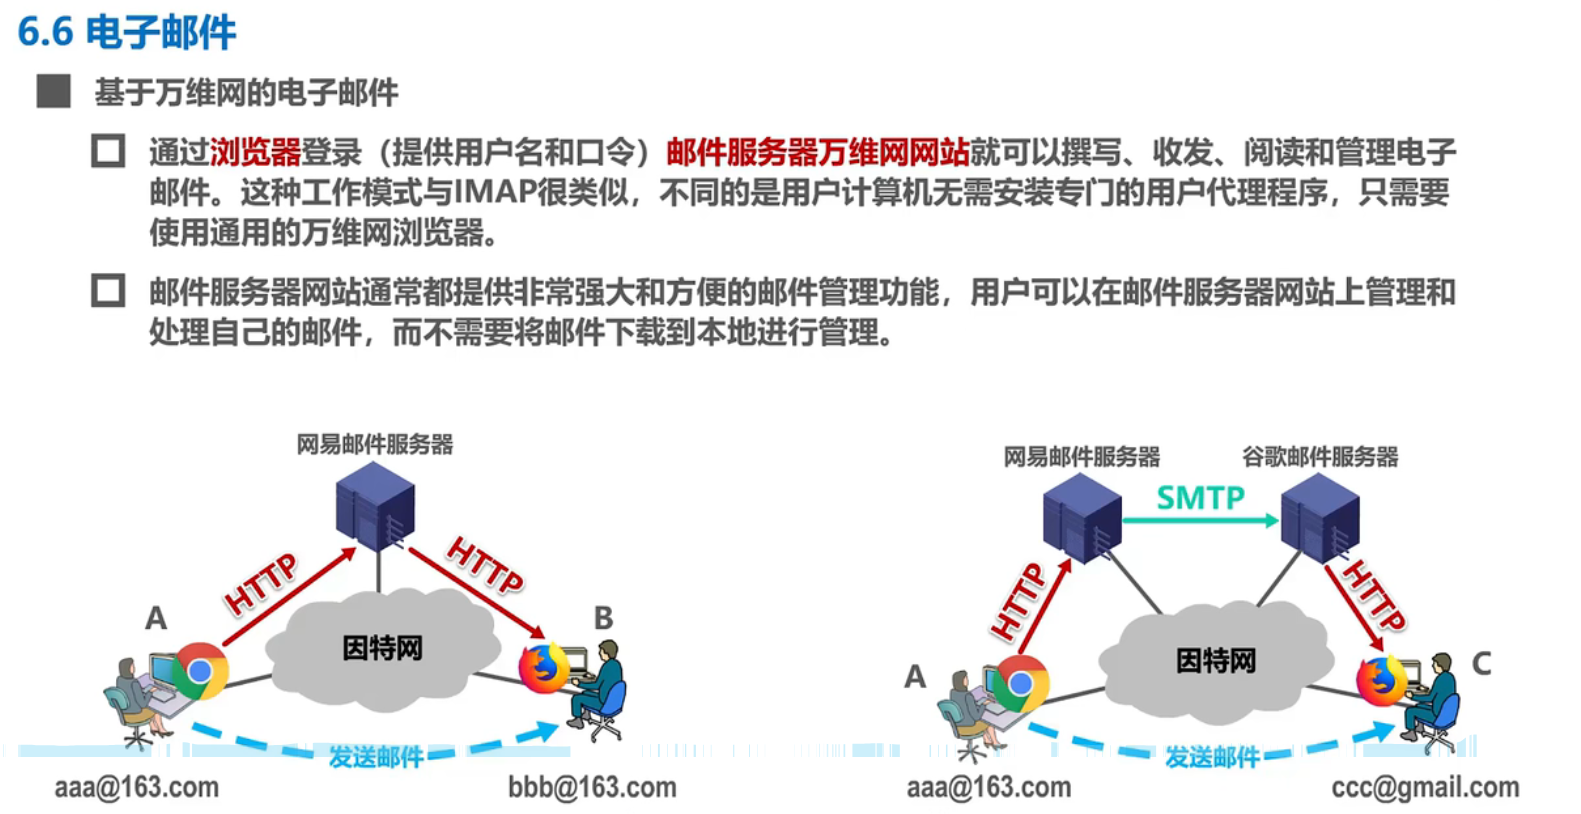 6.6 电子邮件
基于万维网的电子邮件
通过浏览器登录（提供用户名和口令）邮件服务器万维网网站就可以撰写、收发、阅读和管理电子
邮件。这种工作模式与IMAP很类似，不同的是用户计算机无需安装专门的用户代理程序，只需要
使用通用的万维网浏览器。
邮件服务器网站通常都提供非常强大和方便的邮件管理功能，用户可以在邮件服务器网站上管理和
处理自己的邮件，而不需要将邮件下载到本地进行管理。
网易邮件服务器
HTTP
HTTP
A
B
因特网
发送邮件
aaa@163.com
bbb@163.com
网易邮件服务器
谷歌邮件服务器
SMTP
HTTP
HTTP
A
C
因特网
发送邮件
aaa@163.com
ccc@gmail.com